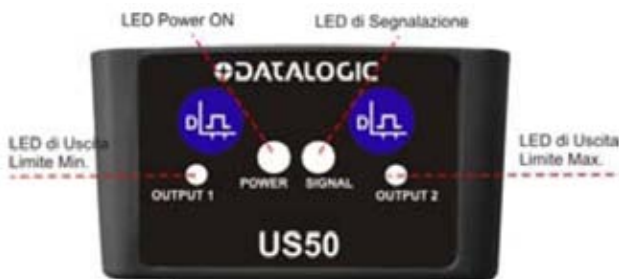 LED Power ON
LED di Segnalazione
DATALOGIC
D
D
LED di Uscita
Limite Min.
LED di Uscita
Limite Max.
OUTPUT 1
POWER
SIGNAL
OUTPUT 2
US50